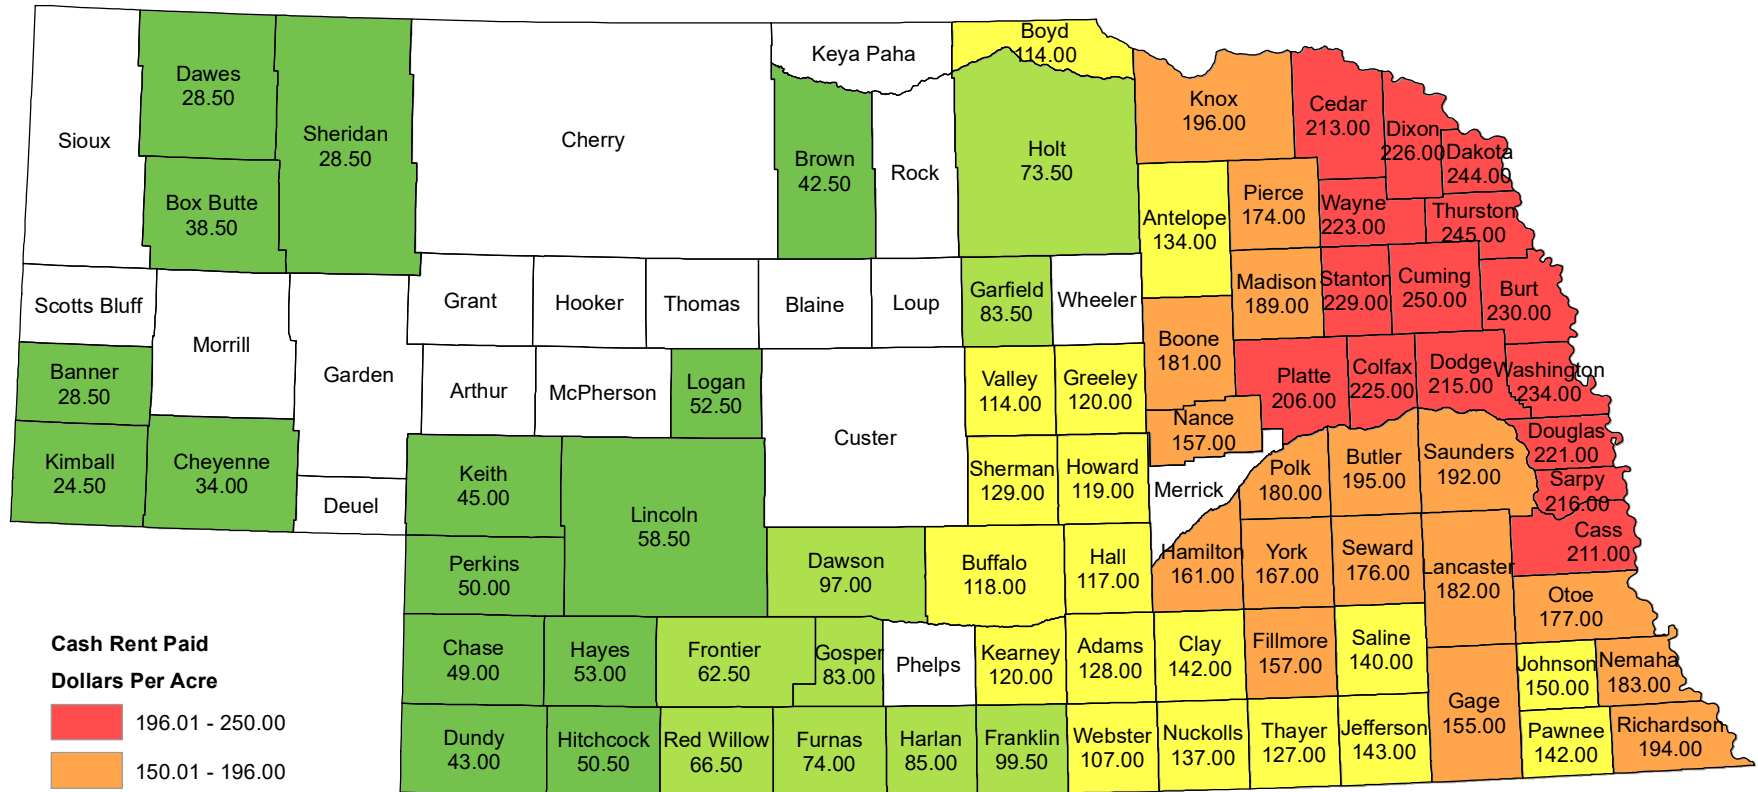 Boyd
114.00
Keya Paha
Dawes
28.50
Knox
196.00
Cedar
213.00
Sheridan
28.50
Sioux
Cherry
Dixon
226.00
Dakota
244.00
Brown
42.50
Rock
Holt
73.50
Box Butte
38.50
Pierce
174.00
Wayne
223.00
Antelope
134.00
Thurston
245.00
Scotts Bluff
Grant
Hooker
Thomas
Blaine
Loup
Garfield
83.50
Wheeler
Madison
189.00
Stanton
229.00
Cuming
250.00
Burt
230.00
Morrill
Boone
181.00
Banner
28.50
Garden
Arthur
McPherson
Logan
52.50
Valley
114.00
Greeley
120.00
Platte
206.00
Colfax
225.00
Dodge
215.00
Washington
234.00
Nance
157.00
Custer
Douglas
221.00
Kimball
24.50
Cheyenne
34.00
Keith
45.00
Sherman
129.00
Howard
119.00
Merrick
Polk
180.00
Butler
195.00
Saunders
192.00
Sarpy
216.00
Deuel
Lincoln
58.50
Cass
211.00
Perkins
50.00
Dawson
97.00
Buffalo
118.00
Hall
117.00
Hamilton
161.00
York
167.00
Seward
176.00
Lancaster
182.00
Otoe
177.00
Cash Rent Paid
Dollars Per Acre
196.01 - 250.00
150.01 - 196.00
Chase
49.00
Hayes
53.00
Frontier
62.50
Gosper
83.00
Phelps
Kearney
120.00
Adams
128.00
Clay
142.00
Fillmore
157.00
Saline
140.00
Johnson
150.00
Nemaha
183.00
Gage
155.00
Dundy
43.00
Hitchcock
50.50
Red Willow
66.50
Furnas
74.00
Harlan
85.00
Franklin
99.50
Webster
107.00
Nuckolls
137.00
Thayer
127.00
Jefferson
143.00
Pawnee
142.00
Richardson
194.00